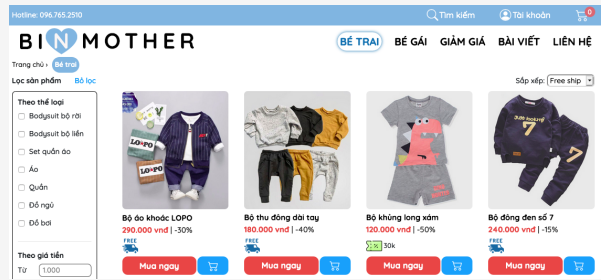 Hotline: 096.765.2510
Tìm kiếm
Tài khoản
0
BINMOTHER
BÉ TRAI
BÉ GÁI
GIẢM GIÁ
BÀI VIẾT
LIÊN HỆ
Trang chủ › Bé trai
Lọc sản phẩm
Bỏ lọc
Sắp xếp: Free ship
Theo thể loại
Bodysuit bộ rời
Bodysuit bộ liền
Set quần áo
Áo
Quần
Đồ ngủ
Đồ bơi
Theo giá tiền
Từ 1.000
LOPO
LOPO
Bộ áo khoác LOPO
290.000 vnđ | -30%
FREE
Mua ngay
Bộ thu đông dài tay
180.000 vnđ | -40%
FREE
Mua ngay
Bộ khủng long xám
120.000 vnđ | -50%
30k
Mua ngay
7
7
Bộ đông đen số 7
240.000 vnđ | -15%
FREE
Mua ngay